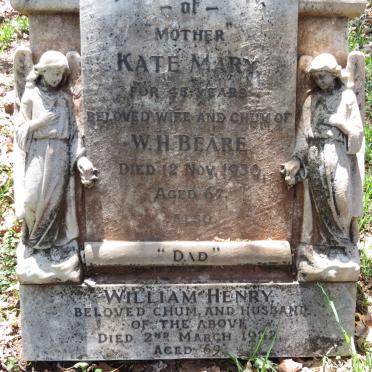 — of —
"MOTHER"
KATE MARY
FOR 45 YEARS
BELOVED WIFE AND CHUM OF
W. H. BEARE.
DIED 12 NOV. 1930,
AGED 67.
ALSO
"DAD"
WILLIAM HENRY,
BELOVED CHUM, AND HUSBAND
OF THE ABOVE
DIED 2ND MARCH
AGED 69.